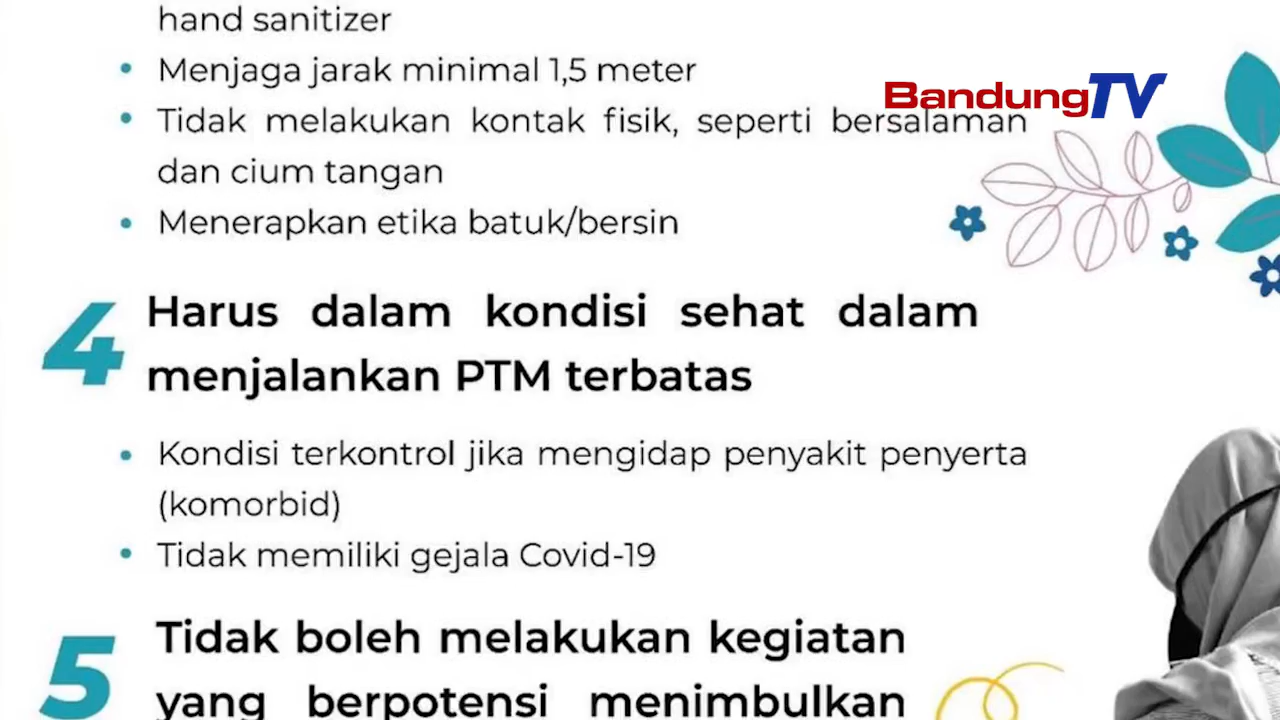 hand sanitizer
• Menjaga jarak minimal 1,5 meter
BandungTV
• Tidak melakukan kontak fisik, seperti bersalaman
dan cium tangan
• Menerapkan etika batuk/bersin
4 Harus dalam kondisi sehat dalam
menjalankan PTM terbatas
• Kondisi terkontrol jika mengidap penyakit penyerta
(komorbid)
• Tidak memiliki gejala Covid-19
5 Tidak boleh melakukan kegiatan
yang berpotensi menimbulkan